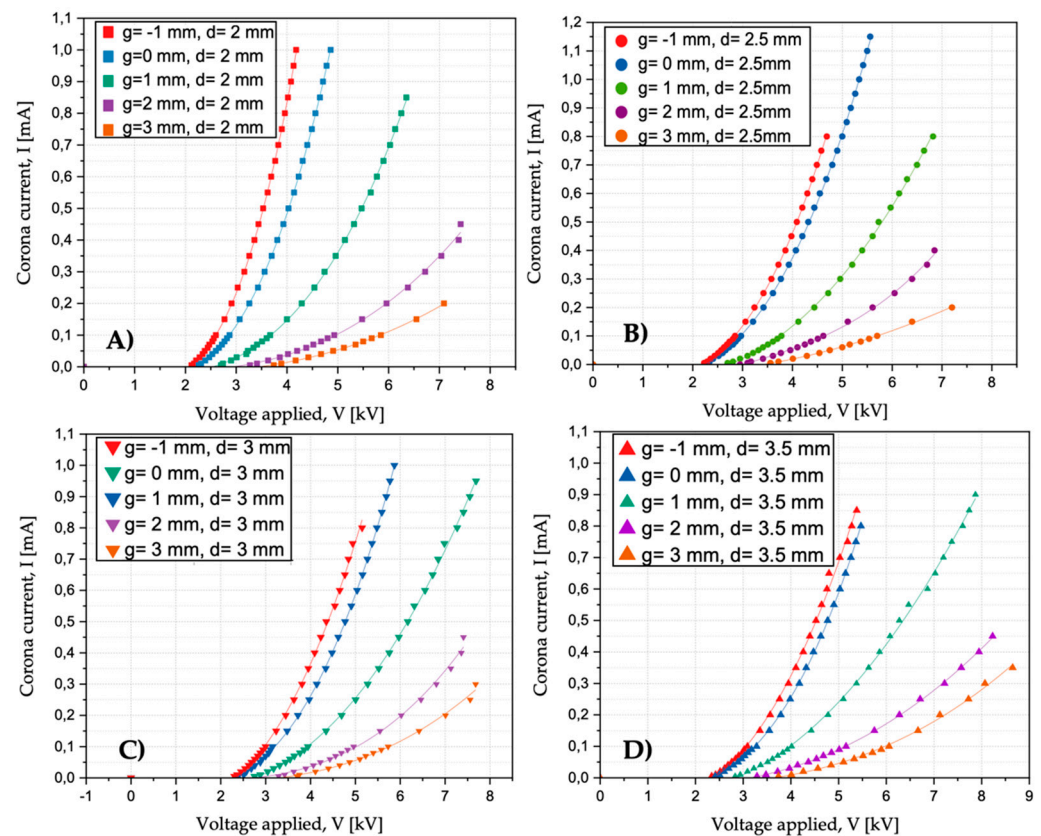 1,1
1,0
0,9
0,8
0,7
0,6
0,5
0,4
0,3
0,2
0,1
0,0
Corona current, I [mA]
g= -1 mm, d= 2 mm
g=0 mm, d= 2 mm
g=1 mm, d= 2 mm
g=2 mm, d= 2 mm
g=3 mm, d= 2 mm
A)
0 1 2 3 4 5 6 7 8
Voltage applied, V [kV]
1,2
1,1
1,0
0,9
0,8
0,7
0,6
0,5
0,4
0,3
0,2
0,1
0,0
Corona current, I [mA]
g= -1 mm, d= 2.5 mm
g= 0 mm, d= 2.5mm
g= 1 mm, d= 2.5mm
g= 2 mm, d= 2.5mm
g= 3 mm, d= 2.5mm
B)
0 1 2 3 4 5 6 7 8
Voltage applied, V [kV]
1,1
1,0
0,9
0,8
0,7
0,6
0,5
0,4
0,3
0,2
0,1
0,0
Corona current, I [mA]
g= -1 mm, d= 3 mm
g= 0 mm, d= 3 mm
g= 1 mm, d= 3 mm
g= 2 mm, d= 3 mm
g= 3 mm, d= 3 mm
C)
-1 0 1 2 3 4 5 6 7 8
Voltage applied, V [kV]
1,1
1,0
0,9
0,8
0,7
0,6
0,5
0,4
0,3
0,2
0,1
0,0
Corona current, I [mA]
g= -1 mm, d= 3.5 mm
g= 0 mm, d= 3.5 mm
g= 1 mm, d= 3.5 mm
g= 2 mm, d= 3.5 mm
g= 3 mm, d= 3.5 mm
D)
0 1 2 3 4 5 6 7 8 9
Voltage applied, V [kV]